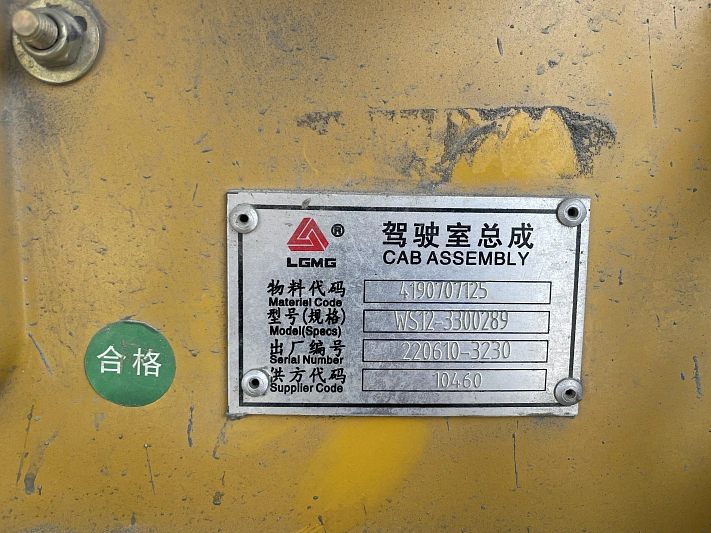 LGMG ®
驾驶室总成
CAB ASSEMBLY
物料代码 4190707125
Materiel Code
型号(规格) WS12-3300289
Model(Specs)
出厂编号 220610-3230
Serial Number
供方代码 10460
Supplier Code
合格